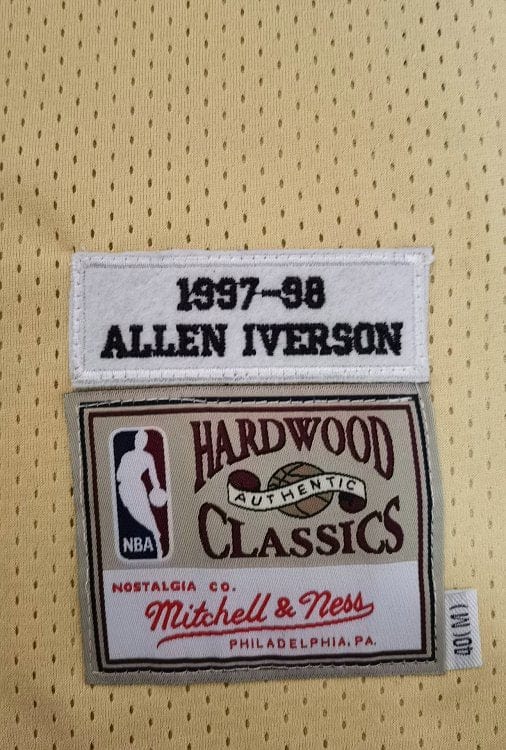 1997-98
ALLEN IVERSON
HARDWOOD
AUTHENTIC
CLASSICS
NBA
NOSTALGIA CO.
Mitchell & Ness
PHILADELPHIA, PA.
40(M)